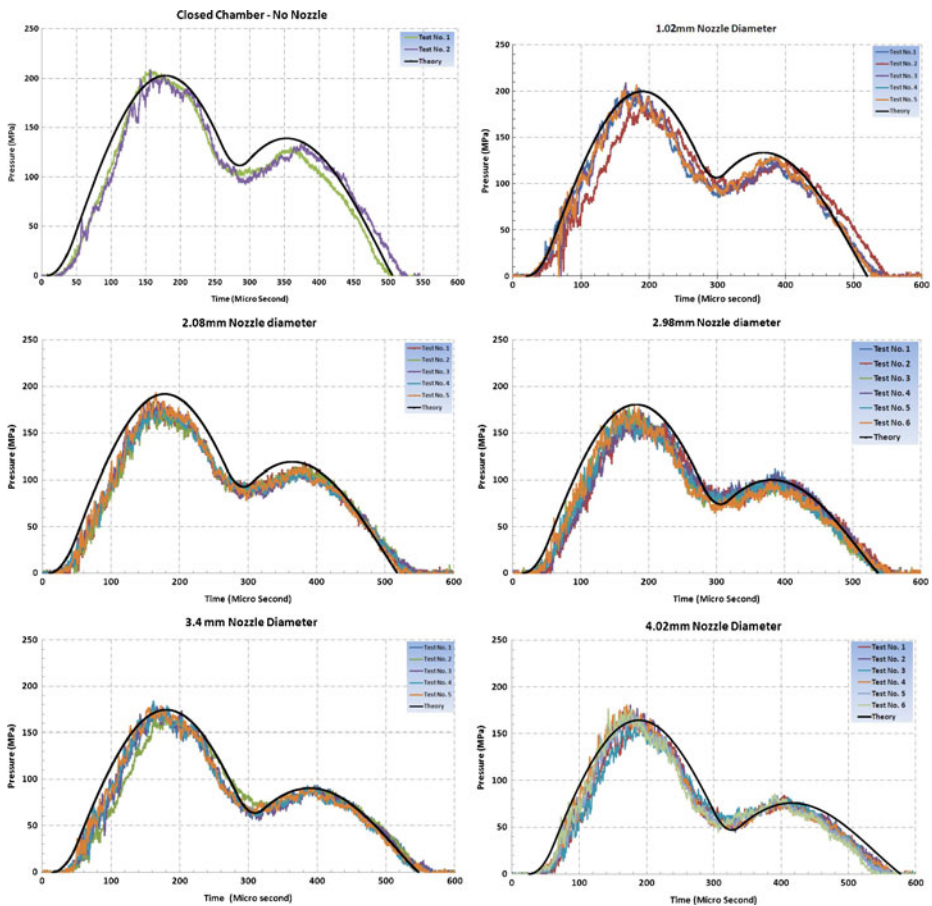 Closed Chamber - No Nozzle
250
200
150
100
50
0
Pressure (MPa)
Test No. 1
Test No. 2
Theory
0 50 100 150 200 250 300 350 400 450 500 550 600
Time (Micro Second)
1.02mm Nozzle Diameter
250
200
150
100
50
0
Pressure (MPa)
Test No.1
Test No. 2
Test No. 3
Test No. 4
Test No. 5
Theory
0 100 200 300 400 500 600
Time (Micro Second)
2.08mm Nozzle diameter
250
200
150
100
50
0
Pressure (MPa)
Test No. 1
Test No. 2
Test No. 3
Test No. 4
Test No. 5
Theory
0 100 200 300 400 500 600
Time (Micro Second)
2.98mm Nozzle diameter
250
200
150
100
50
0
Pressure (MPa)
Test No. 1
Test No. 2
Test No. 3
Test No. 4
Test No. 5
Test No. 6
Theory
0 100 200 300 400 500 600
Time (Micro Second)
3.4 mm Nozzle Diameter
250
200
150
100
50
0
Pressure (MPa)
Test No. 1
Test No. 2
Test No. 3
Test No. 4
Test No. 5
Theory
0 100 200 300 400 500 600
Time (Micro Second)
4.02mm Nozzle Diameter
250
200
150
100
50
0
Pressure (MPa)
Test No. 1
Test No. 2
Test No. 3
Test No. 4
Test No. 5
Test No. 6
Theory
0 100 200 300 400 500 600
Time (Micro Second)